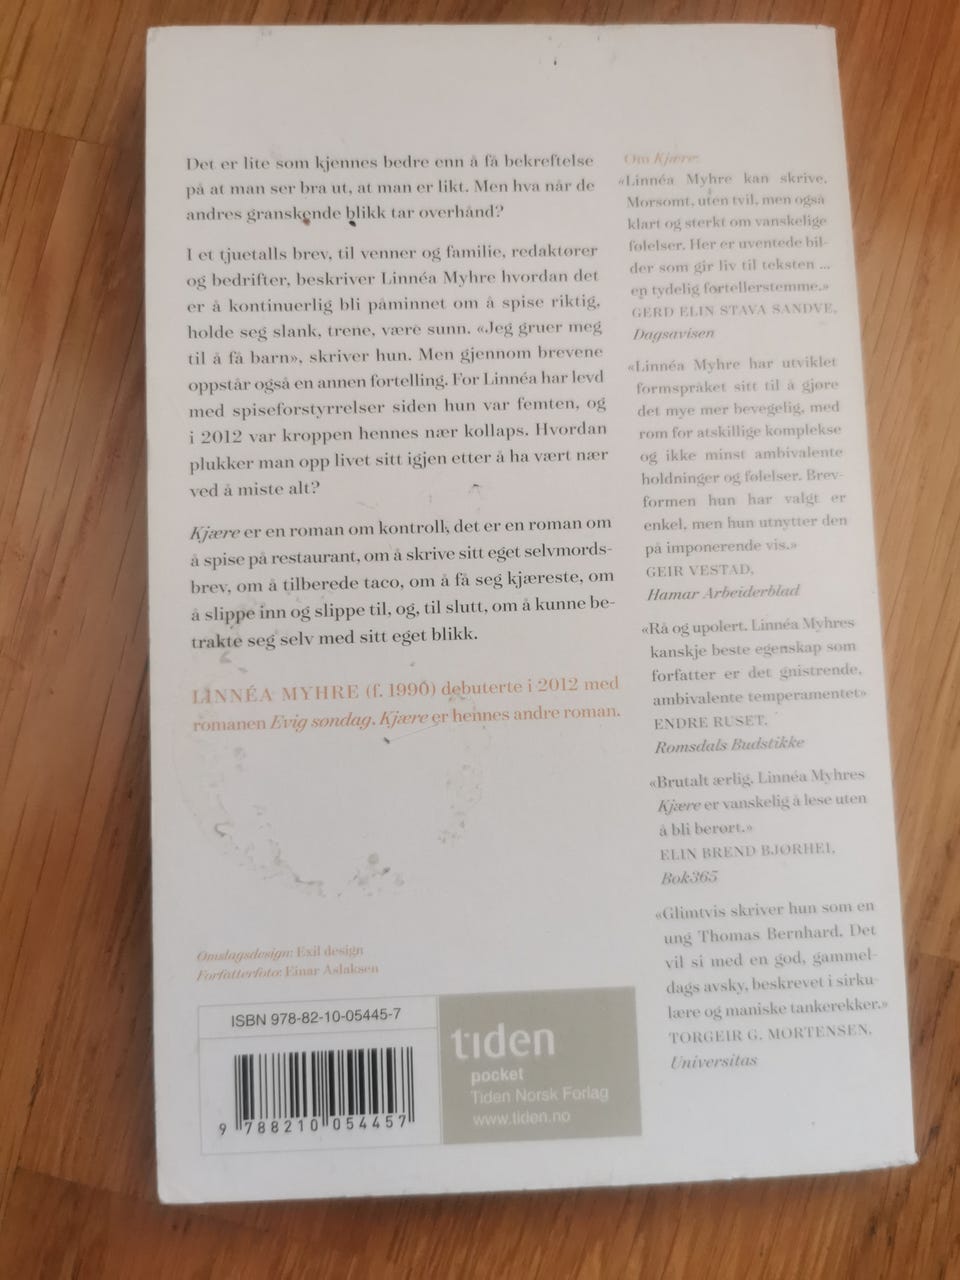 Det er lite som kjennes bedre enn å få bekreftelse
på at man ser bra ut, at man er likt. Men hva når de
andres granskende blikk tar overhånd?
I et tjuetalls brev, til venner og familie, redaktører
og bedrifter, beskriver Linnéa Myhre hvordan det
er å kontinuerlig bli påminnet om å spise riktig,
holde seg slank, trene, være sunn. «Jeg gruer meg
til å få barn», skriver hun. Men gjennom brevene
oppstår også en annen fortelling. For Linnéa har levd
med spiseforstyrrelser siden hun var femten, og
i 2012 var kroppen hennes nær kollaps. Hvordan
plukker man opp livet sitt igjen etter å ha vært nær
ved å miste alt?
Kjære er en roman om kontroll, det er en roman om
å spise på restaurant, om å skrive sitt eget selvmords-
brev, om å tilberede taco, om å få seg kjæreste, om
å slippe inn og slippe til, og, til slutt, om å kunne be-
trakte seg selv med sitt eget blikk.
LINNÉA MYHRE (f. 1990) debuterte i 2012 med
romanen Evig søndag. Kjære er hennes andre roman.
Om Kjære:
«Linnéa Myhre kan skrive.
Morsomt, uten tvil, men også
klart og sterkt om vanskelige
følelser. Her er uventede bil-
der som gir liv til teksten ...
en tydelig fortellerstemme.»
GERD ELIN STAVA SANDVE,
Dagsavisen
«Linnéa Myhre har utviklet
formspråket sitt til å gjøre
det mye mer bevegelig, med
rom for atskillige komplekse
og ikke minst ambivalente
holdninger og følelser. Brev-
formen hun har valgt er
enkel, men hun utnytter den
på imponerende vis.»
GEIR VESTAD,
Hamar Arbeiderblad
«Rå og upolert. Linnéa Myhres
kanskje beste egenskap som
forfatter er det gnistrende,
ambivalente temperamentet»
ENDRE RUSET,
Romsdals Budstikke
«Brutalt ærlig. Linnéa Myhres
Kjære er vanskelig å lese uten
å bli berørt.»
ELIN BREND BJØRHEI,
Bok365
«Glimtvis skriver hun som en
ung Thomas Bernhard. Det
vil si med en god, gammel-
dags avsky, beskrevet i sirku-
lære og maniske tankerekker.»
TORGEIR G. MORTENSEN,
Universitas
Omslagsdesign: Exil design
Forfatterfoto: Einar Aslaksen
ISBN 978-82-10-05445-7
9 788210 054457
tiden
pocket
Tiden Norsk Forlag
www.tiden.no